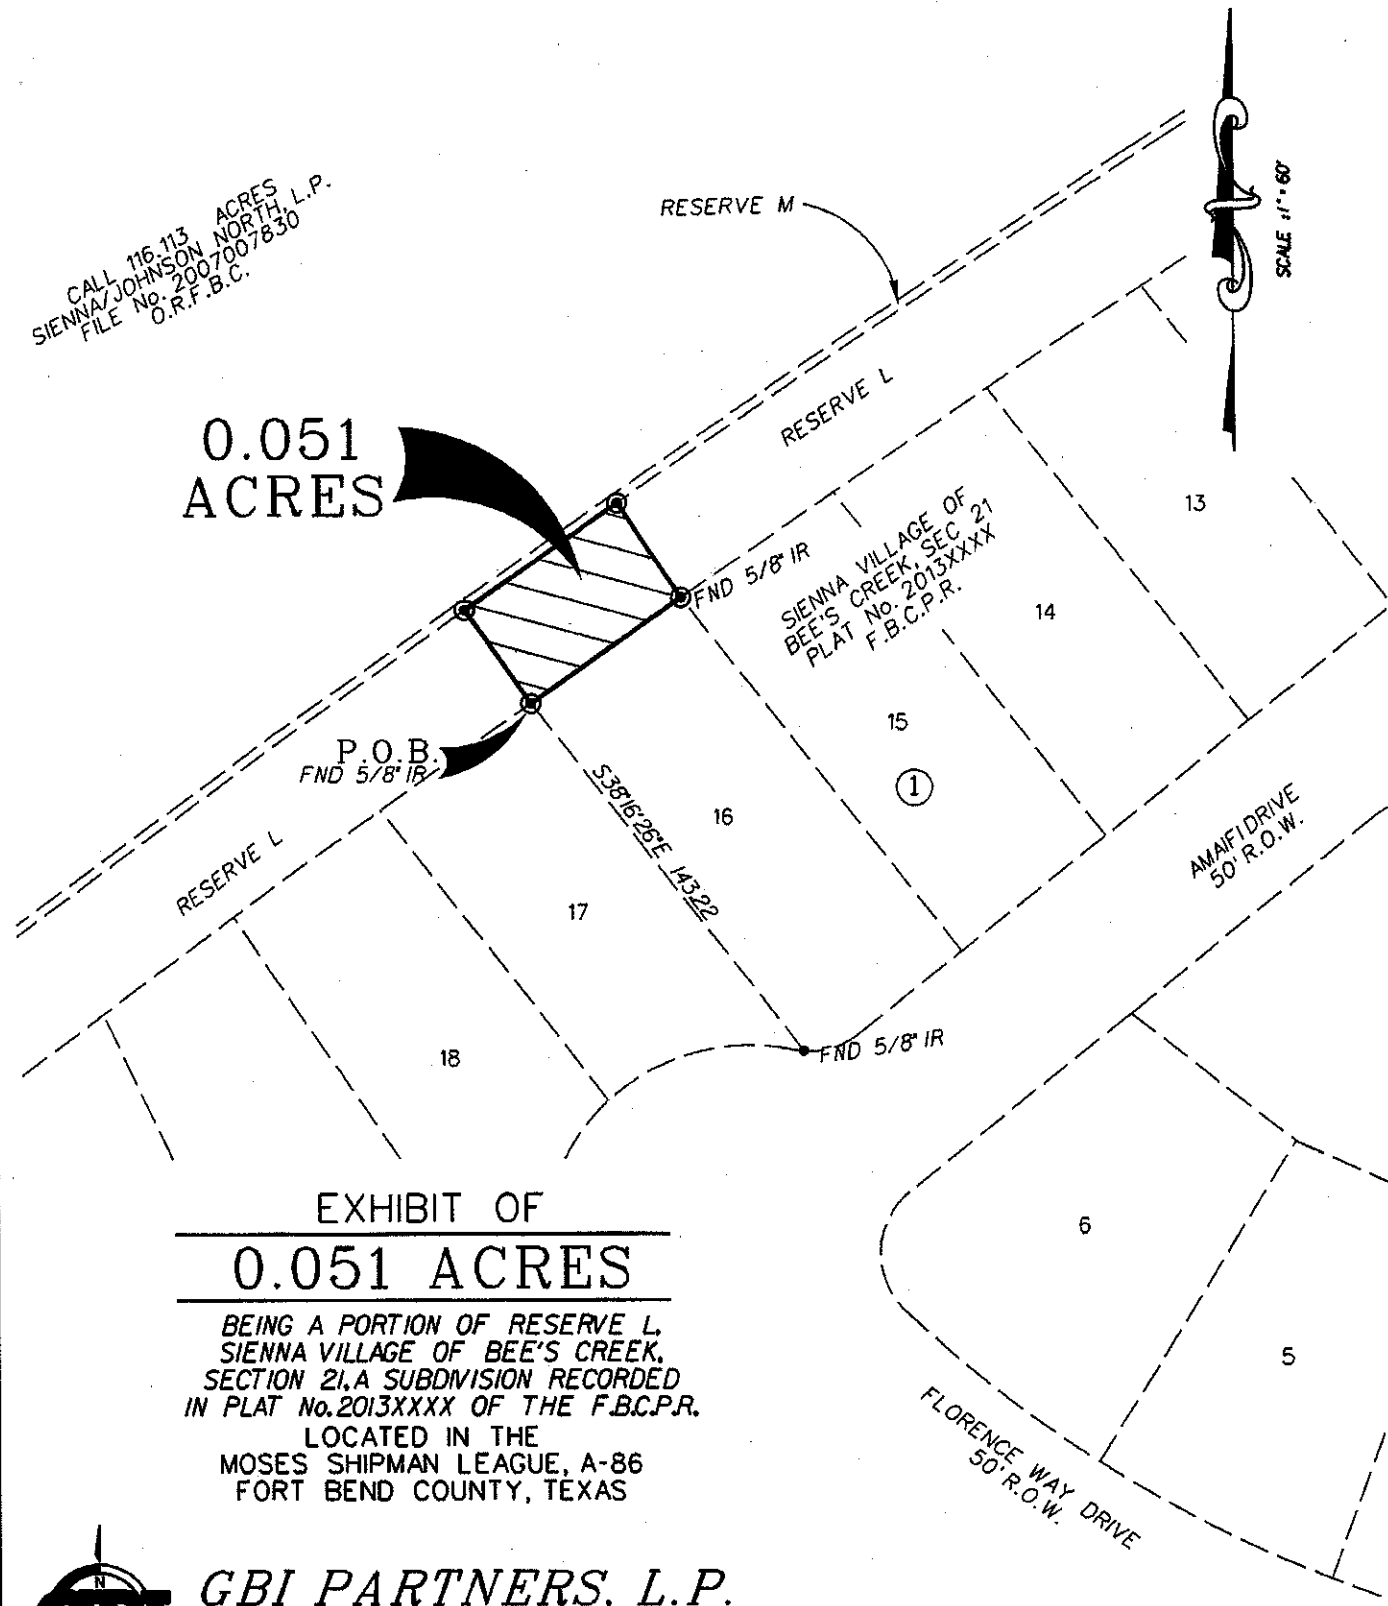 CALL 116.113 ACRES
SIENNA/JOHNSON NORTH, L.P.
FILE No. 2007007830
O.R.F.B.C.
RESERVE M
SCALE 1" = 60'
RESERVE L
0.051
ACRES
13
FND 5/8" IR
SIENNA VILLAGE OF
BEE'S CREEK, SEC 21
PLAT No. 2013XXXX
F.B.C.P.R.
14
15
1
P.O.B.
FND 5/8" IR
S38°16'26"E 143.22
16
AMAIFI DRIVE
50' R.O.W.
RESERVE L
17
18
FND 5/8" IR
6
5
FLORENCE WAY DRIVE
50' R.O.W.
EXHIBIT OF
0.051 ACRES
BEING A PORTION OF RESERVE L,
SIENNA VILLAGE OF BEE'S CREEK,
SECTION 21, A SUBDIVISION RECORDED
IN PLAT No. 2013XXXX OF THE F.B.C.P.R.
LOCATED IN THE
MOSES SHIPMAN LEAGUE, A-86
FORT BEND COUNTY, TEXAS
N
GBI PARTNERS, L.P.